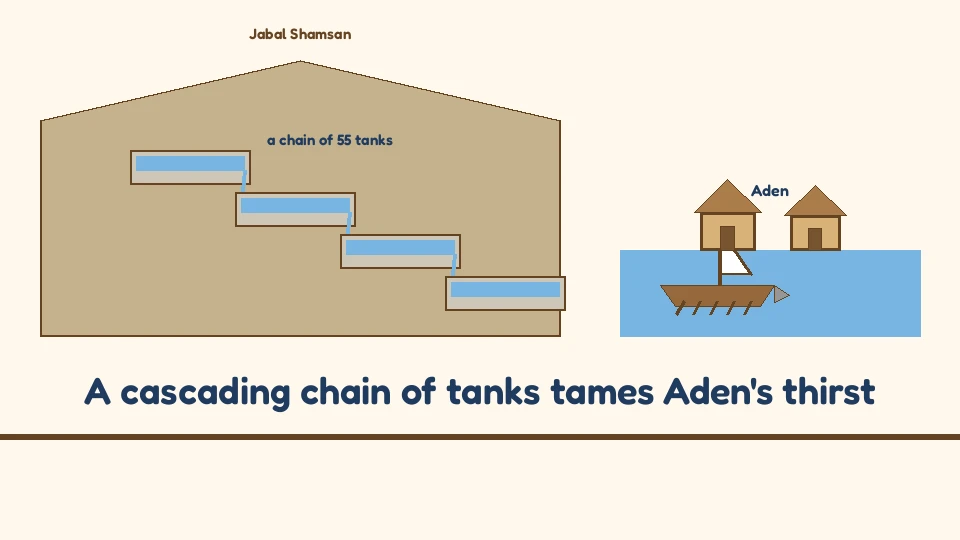 Jabal Shamsan
a chain of 55 tanks
Aden
A cascading chain of tanks tames Aden's thirst